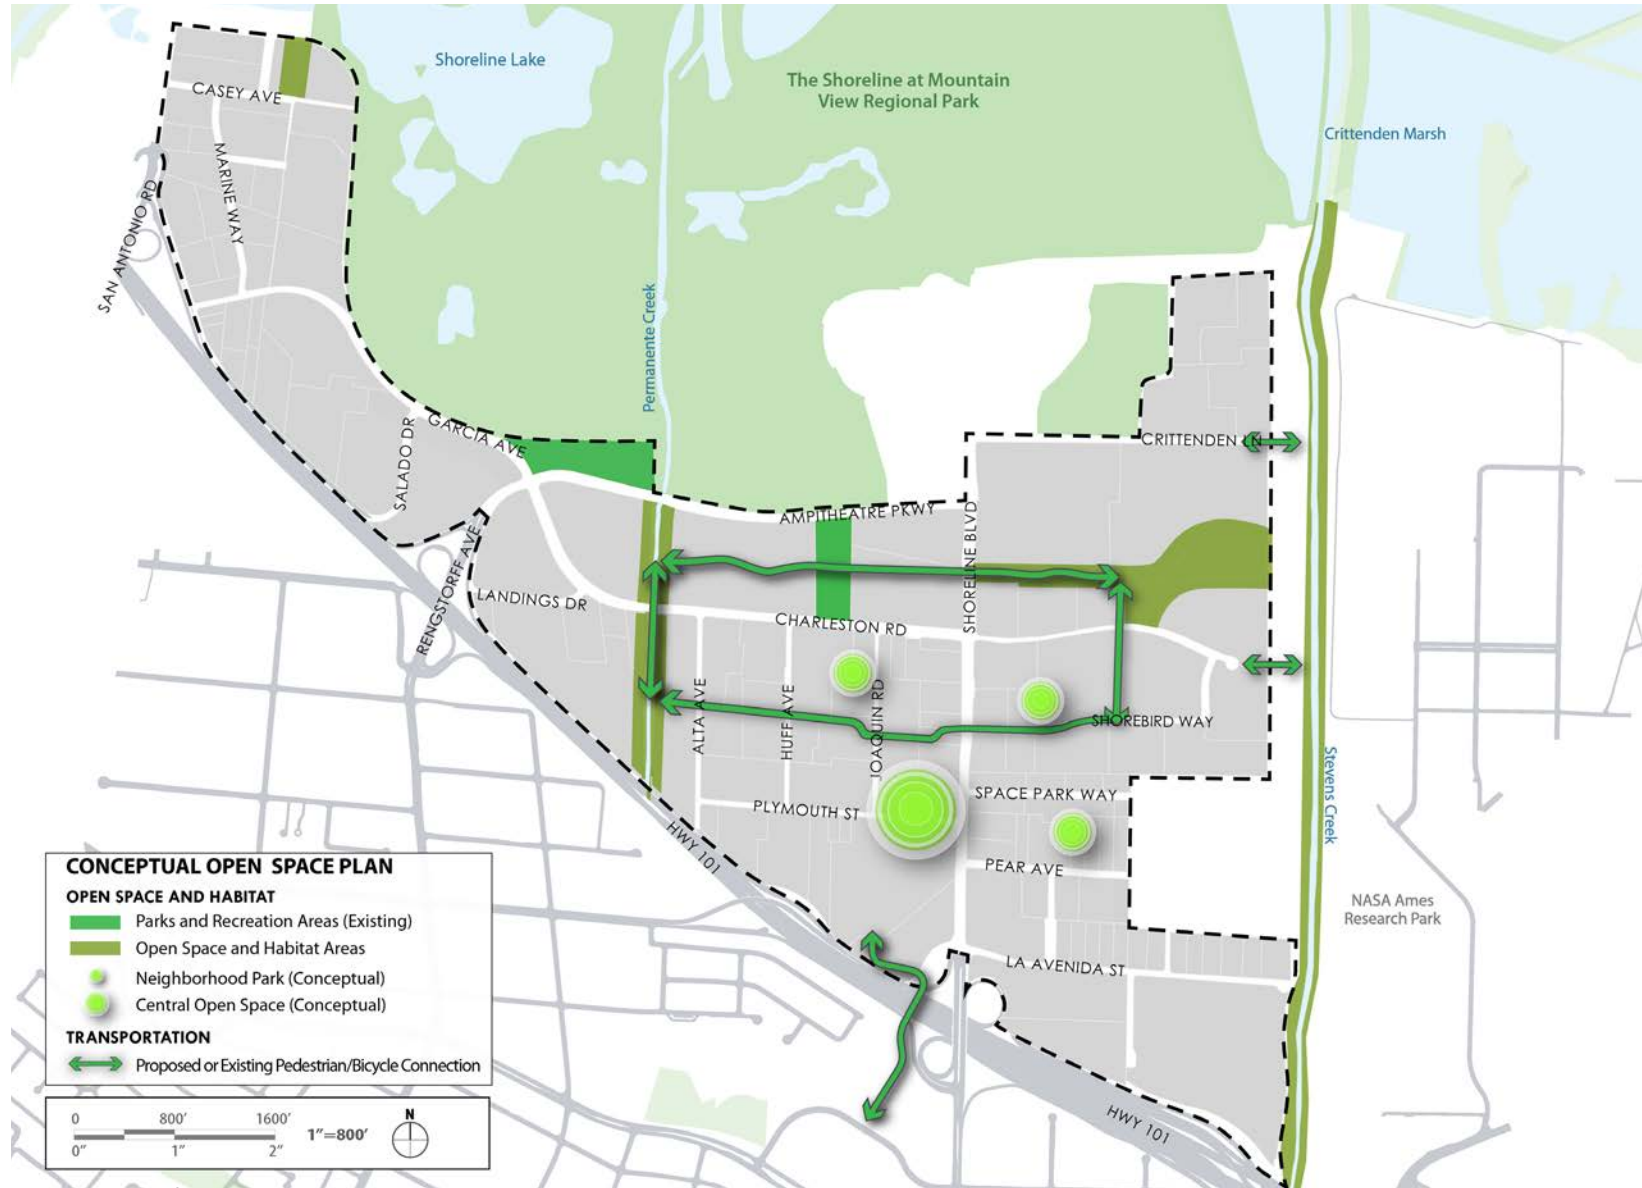 Shoreline Lake
The Shoreline at Mountain
View Regional Park
Crittenden Marsh
CASEY AVE
MARINE WAY
SAN ANTONIO RD
Permanente Creek
GARCIA AVE
SALADO DR
CRITTENDEN LN
AMPITHEATRE PKWY
SHORELINE BLVD
RENGSTORFF AVE
LANDINGS DR
CHARLESTON RD
ALTA AVE
HUFF AVE
JOAQUIN RD
SHOREBIRD WAY
SPACE PARK WAY
PLYMOUTH ST
Stevens Creek
HWY 101
PEAR AVE
NASA Ames
Research Park
LA AVENIDA ST
HWY 101
CONCEPTUAL OPEN SPACE PLAN
OPEN SPACE AND HABITAT
Parks and Recreation Areas (Existing)
Open Space and Habitat Areas
Neighborhood Park (Conceptual)
Central Open Space (Conceptual)
TRANSPORTATION
Proposed or Existing Pedestrian/Bicycle Connection
0 800' 1600'
1"=800'
0" 1" 2"
N